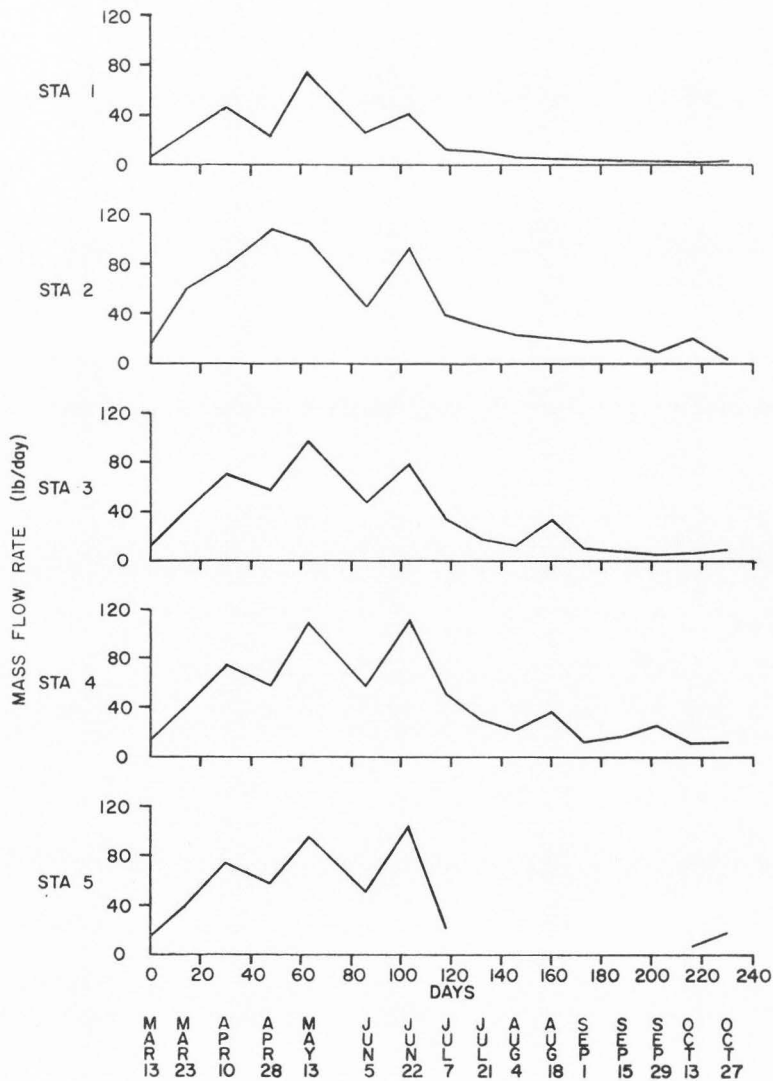 120
80
40
0
STA 1
120
80
40
0
STA 2
120
80
40
0
STA 3
120
80
40
0
STA 4
120
80
40
0
STA 5
MASS FLOW RATE (lb/day)
0 20 40 60 80 100 120 140 160 180 200 220 240
DAYS
MAR 13
MAR 23
APR 10
APR 28
MAY 13
JUN 5
JUN 22
JUL 7
JUL 21
AUG 4
AUG 18
SEP 1
SEP 15
SEP 29
OCT 13
OCT 27